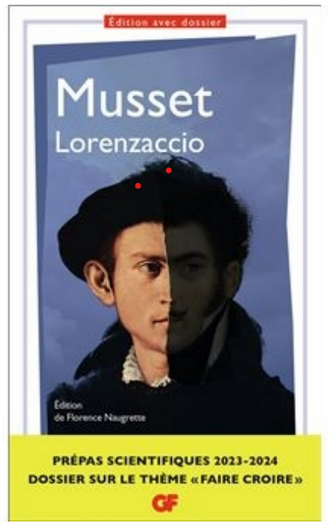 Édition avec dossier
Musset
Lorenzaccio
Édition
de Florence Naugrette
PRÉPAS SCIENTIFIQUES 2023-2024
DOSSIER SUR LE THÈME « FAIRE CROIRE »
GF